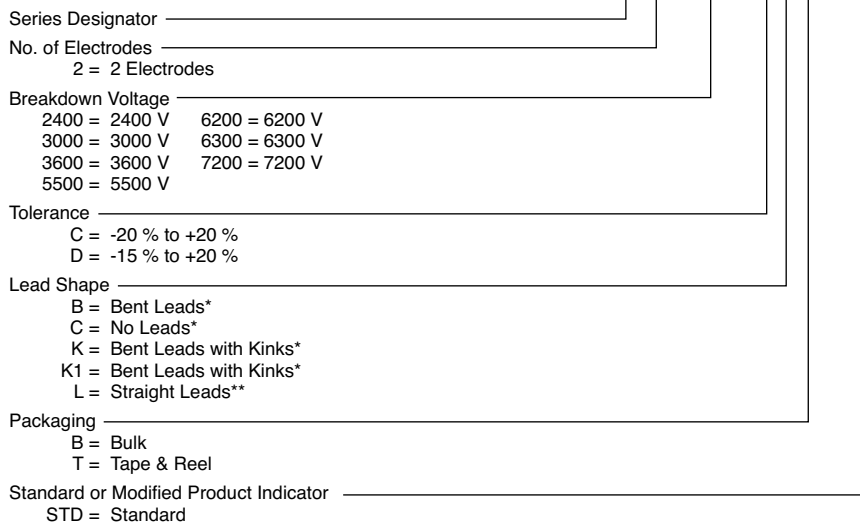 Series Designator
No. of Electrodes
2 = 2 Electrodes
Breakdown Voltage
2400 = 2400 V 6200 = 6200 V
3000 = 3000 V 6300 = 6300 V
3600 = 3600 V 7200 = 7200 V
5500 = 5500 V
Tolerance
C = -20 % to +20 %
D = -15 % to +20 %
Lead Shape
B = Bent Leads*
C = No Leads*
K = Bent Leads with Kinks*
K1 = Bent Leads with Kinks*
L = Straight Leads**
Packaging
B = Bulk
T = Tape & Reel
Standard or Modified Product Indicator
STD = Standard